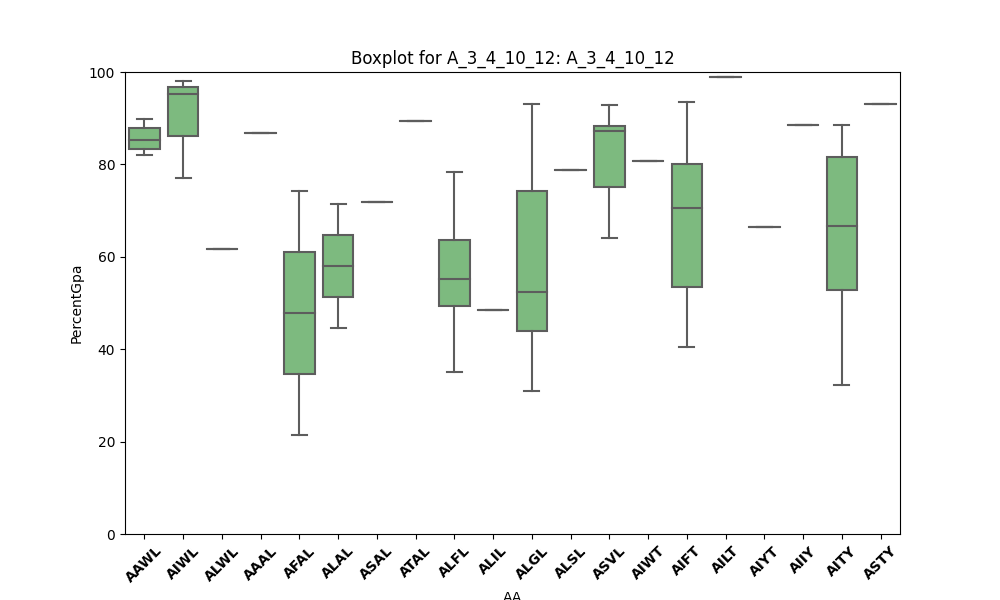 Boxplot for A_3_4_10_12: A_3_4_10_12
100
80
60
40
20
0
PercentGpa
AAWL
AIWL
ALWL
AAAL
AFAL
ALAL
ASAL
ATAL
ALFL
ALIL
ALGL
ALSL
ASVL
AIWT
AIFT
AILT
AIYT
AIIY
AITY
ASTY
AA